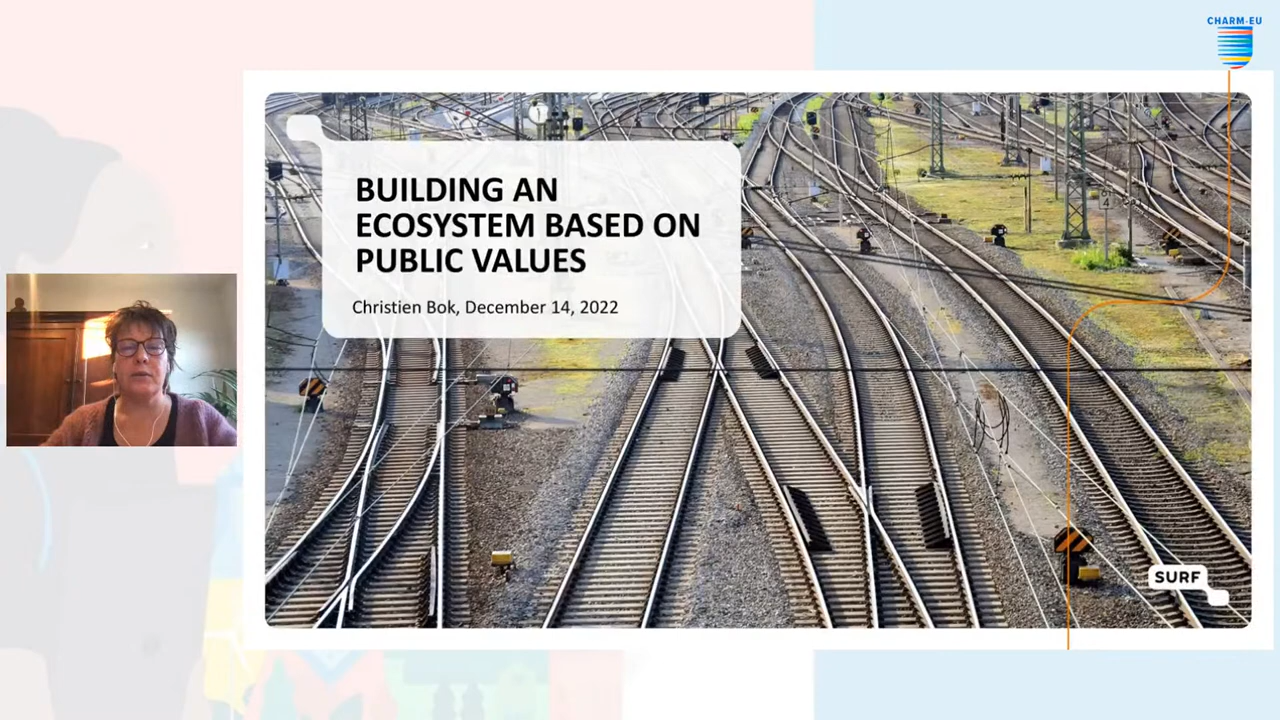 CHARM-EU
BUILDING AN
ECOSYSTEM BASED ON
PUBLIC VALUES
Christien Bok, December 14, 2022
SURF